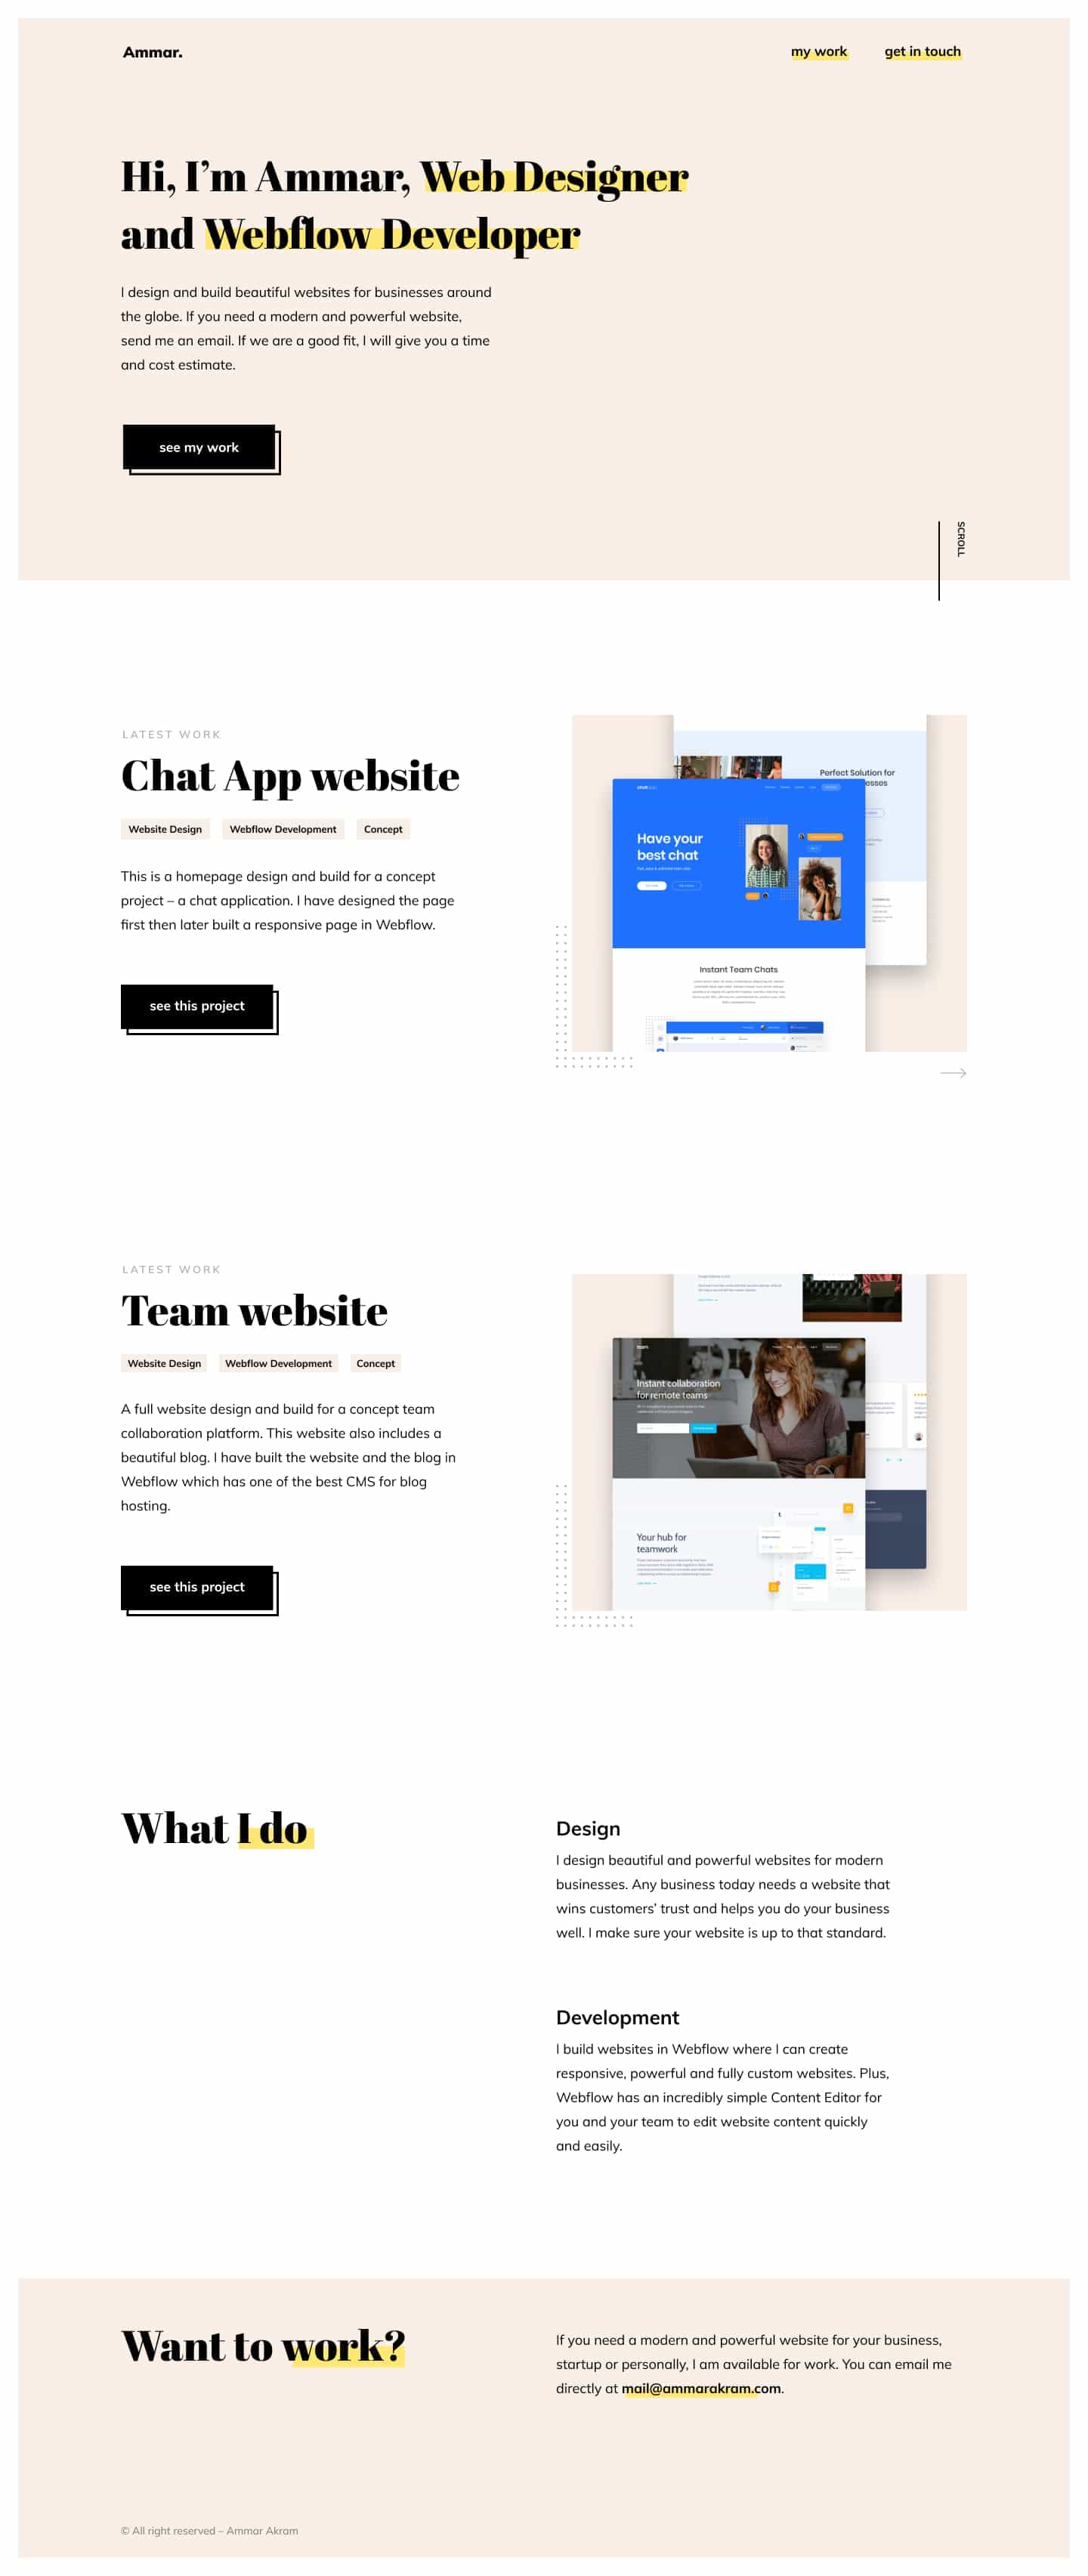 Ammar.
my work
get in touch
Hi, I’m Ammar, Web Designer
and Webflow Developer
I design and build beautiful websites for businesses around
the globe. If you need a modern and powerful website,
send me an email. If we are a good fit, I will give you a time
and cost estimate.
see my work
SCROLL
LATEST WORK
Chat App website
Website Design
Webflow Development
Concept
This is a homepage design and build for a concept
project – a chat application. I have designed the page
first then later built a responsive page in Webflow.
see this project
Perfect Solution for
esses
Have your
best chat
Instant Team Chats
LATEST WORK
Team website
Website Design
Webflow Development
Concept
A full website design and build for a concept team
collaboration platform. This website also includes a
beautiful blog. I have built the website and the blog in
Webflow which has one of the best CMS for blog
hosting.
see this project
Instant collaboration
for remote teams
Your hub for
teamwork
What I do
Design
I design beautiful and powerful websites for modern
businesses. Any business today needs a website that
wins customers’ trust and helps you do your business
well. I make sure your website is up to that standard.
Development
I build websites in Webflow where I can create
responsive, powerful and fully custom websites. Plus,
Webflow has an incredibly simple Content Editor for
you and your team to edit website content quickly
and easily.
Want to work?
If you need a modern and powerful website for your business,
startup or personally, I am available for work. You can email me
directly at mail@ammarakram.com.
© All right reserved – Ammar Akram